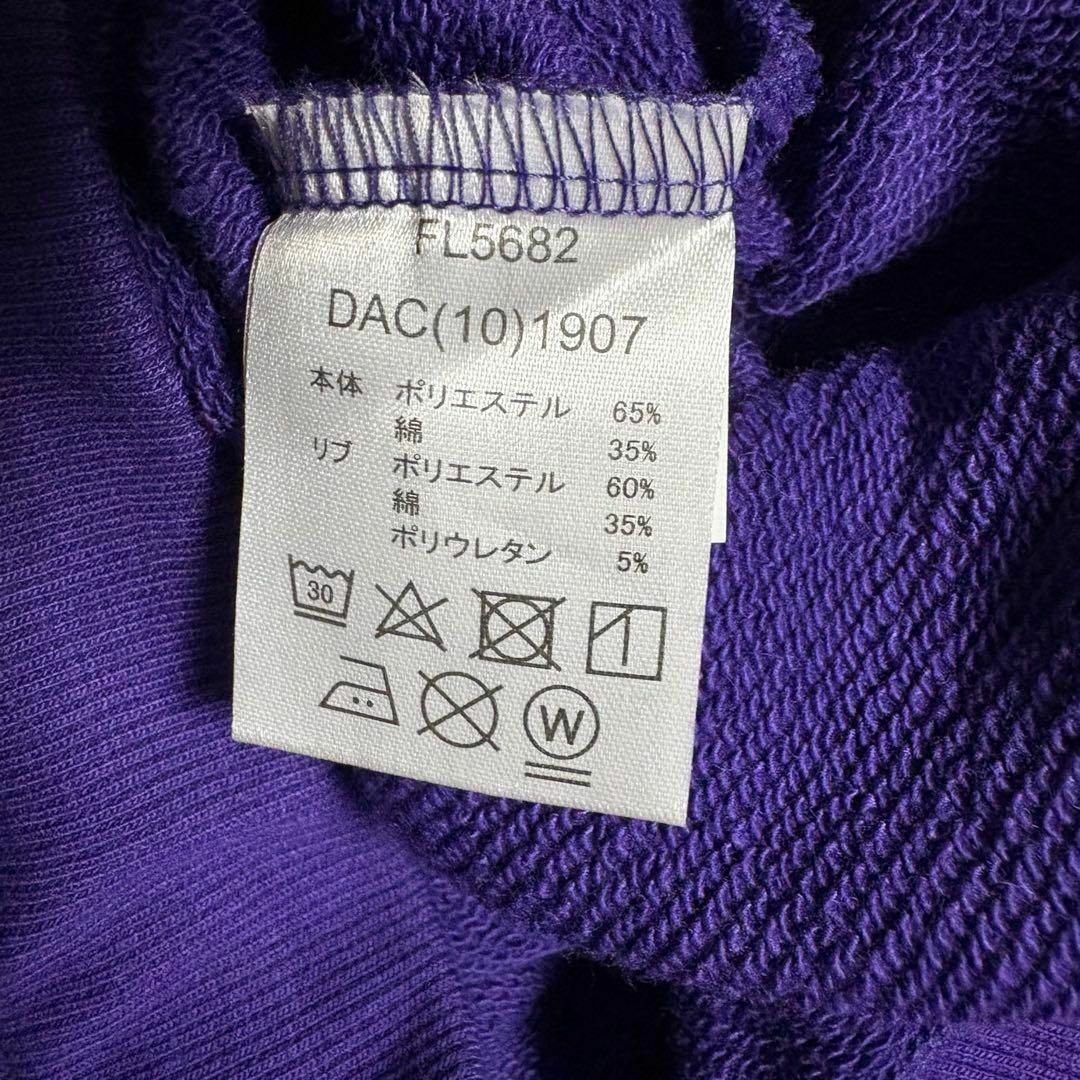 FL5682
DAC(10)1907
本体 ポリエステル 65%
綿 35%
リブ ポリエステル 60%
綿 35%
ポリウレタン 5%
30
W